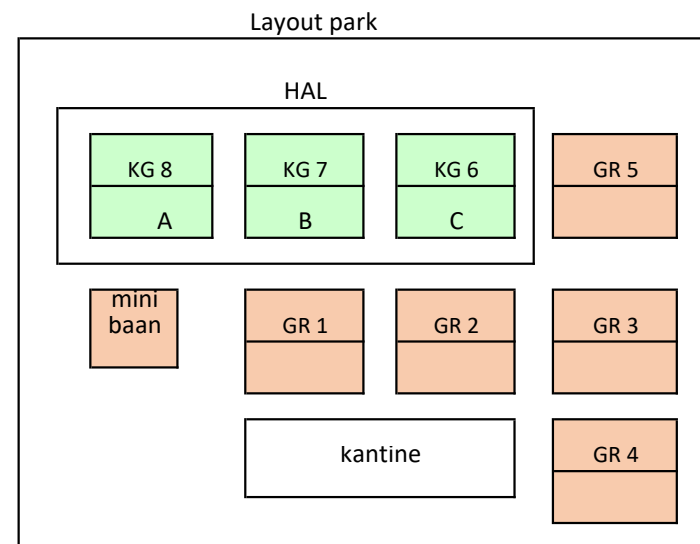 Layout park
HAL
KG 8 KG 7 KG 6 GR 5
A B C
mini
baan GR 1 GR 2 GR 3
kantine GR 4